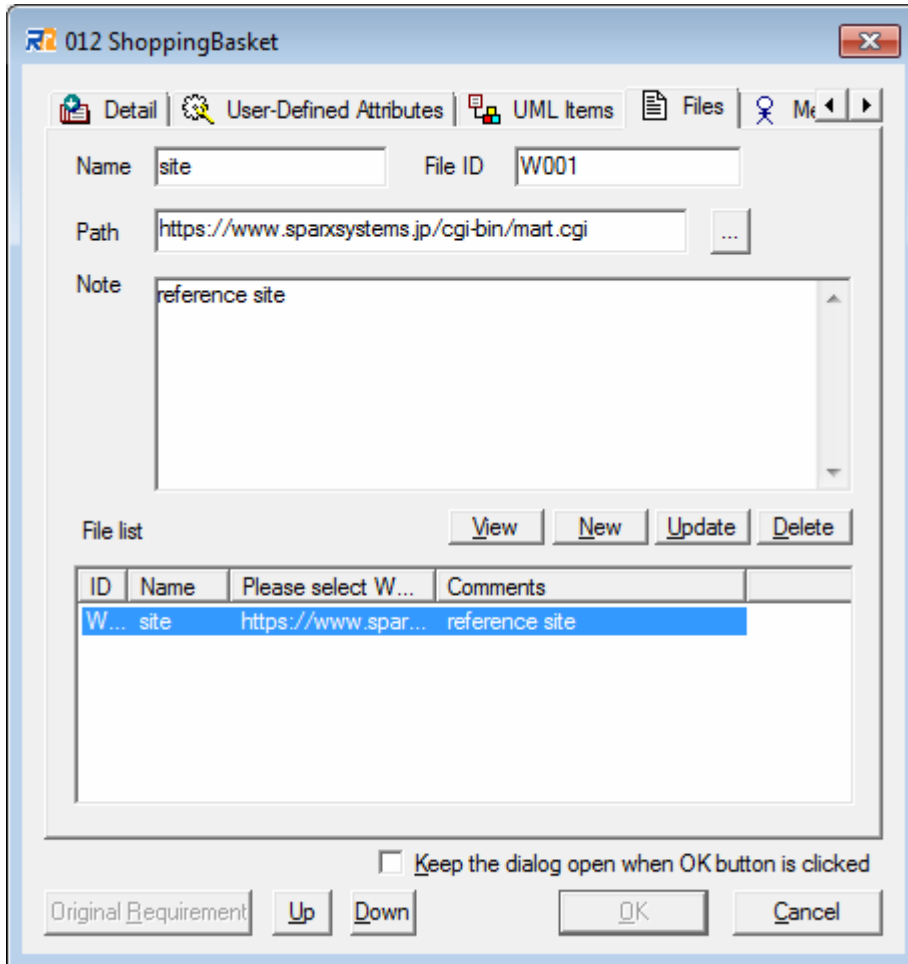 012 ShoppingBasket
Detail User-Defined Attributes UML Items Files Me
Name site File ID W001
Path https://www.sparxsystems.jp/cgi-bin/mart.cgi ...
Note reference site
File list View New Update Delete
ID Name Please select W... Comments
W... site https://www.spar... reference site
Keep the dialog open when OK button is clicked
Original Requirement Up Down OK Cancel